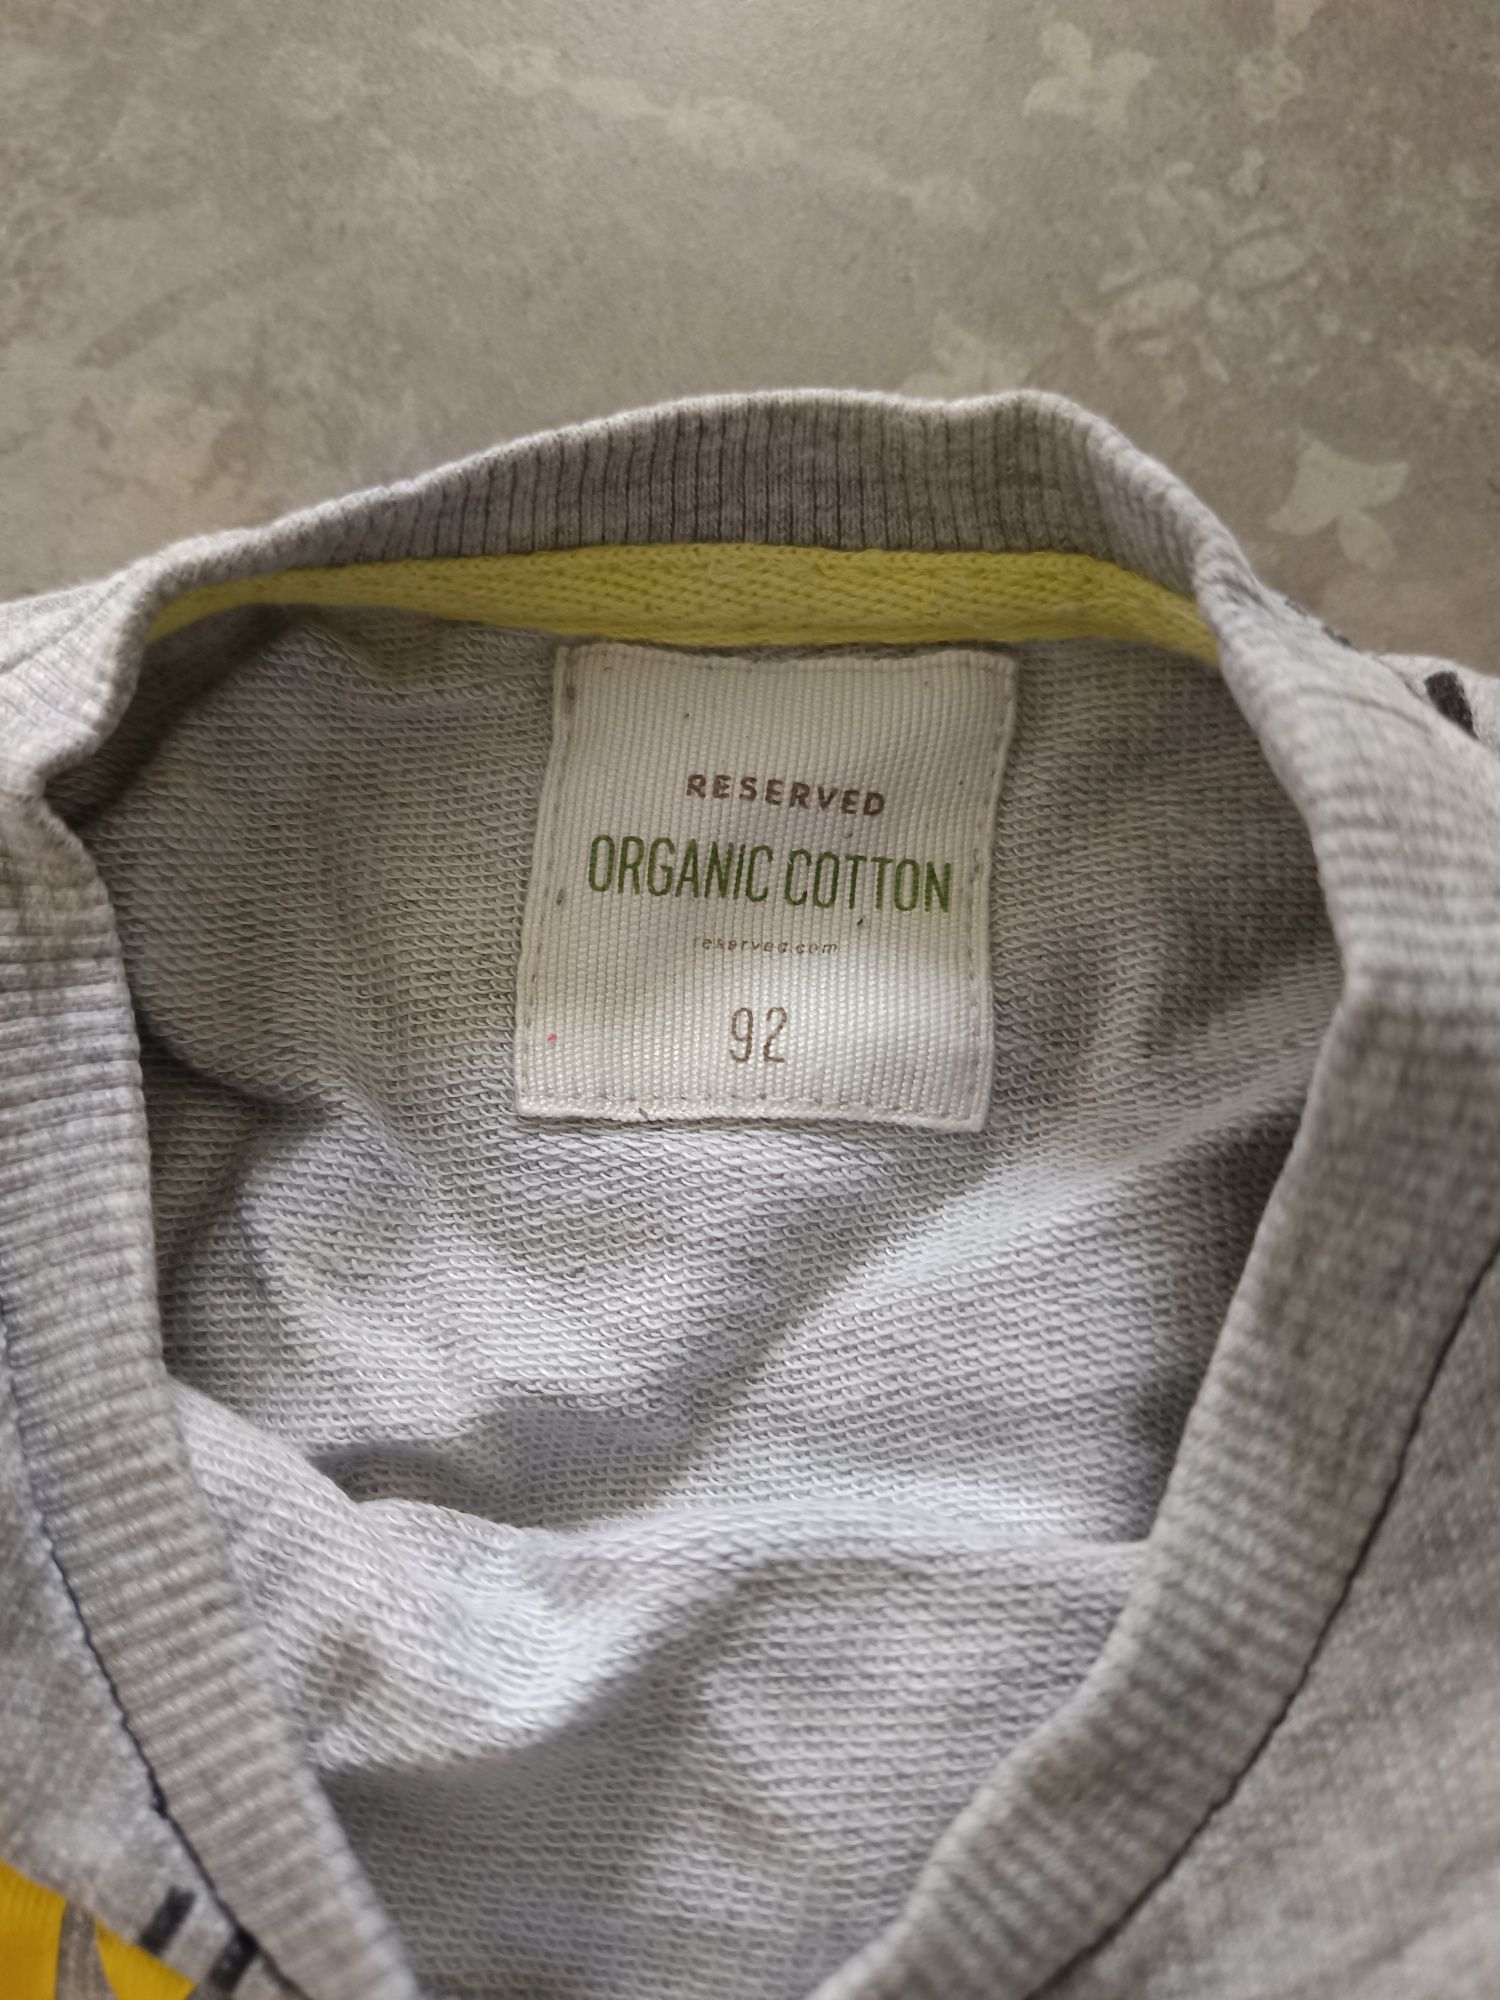 RESERVED
ORGANIC COTTON
reserved.com
92